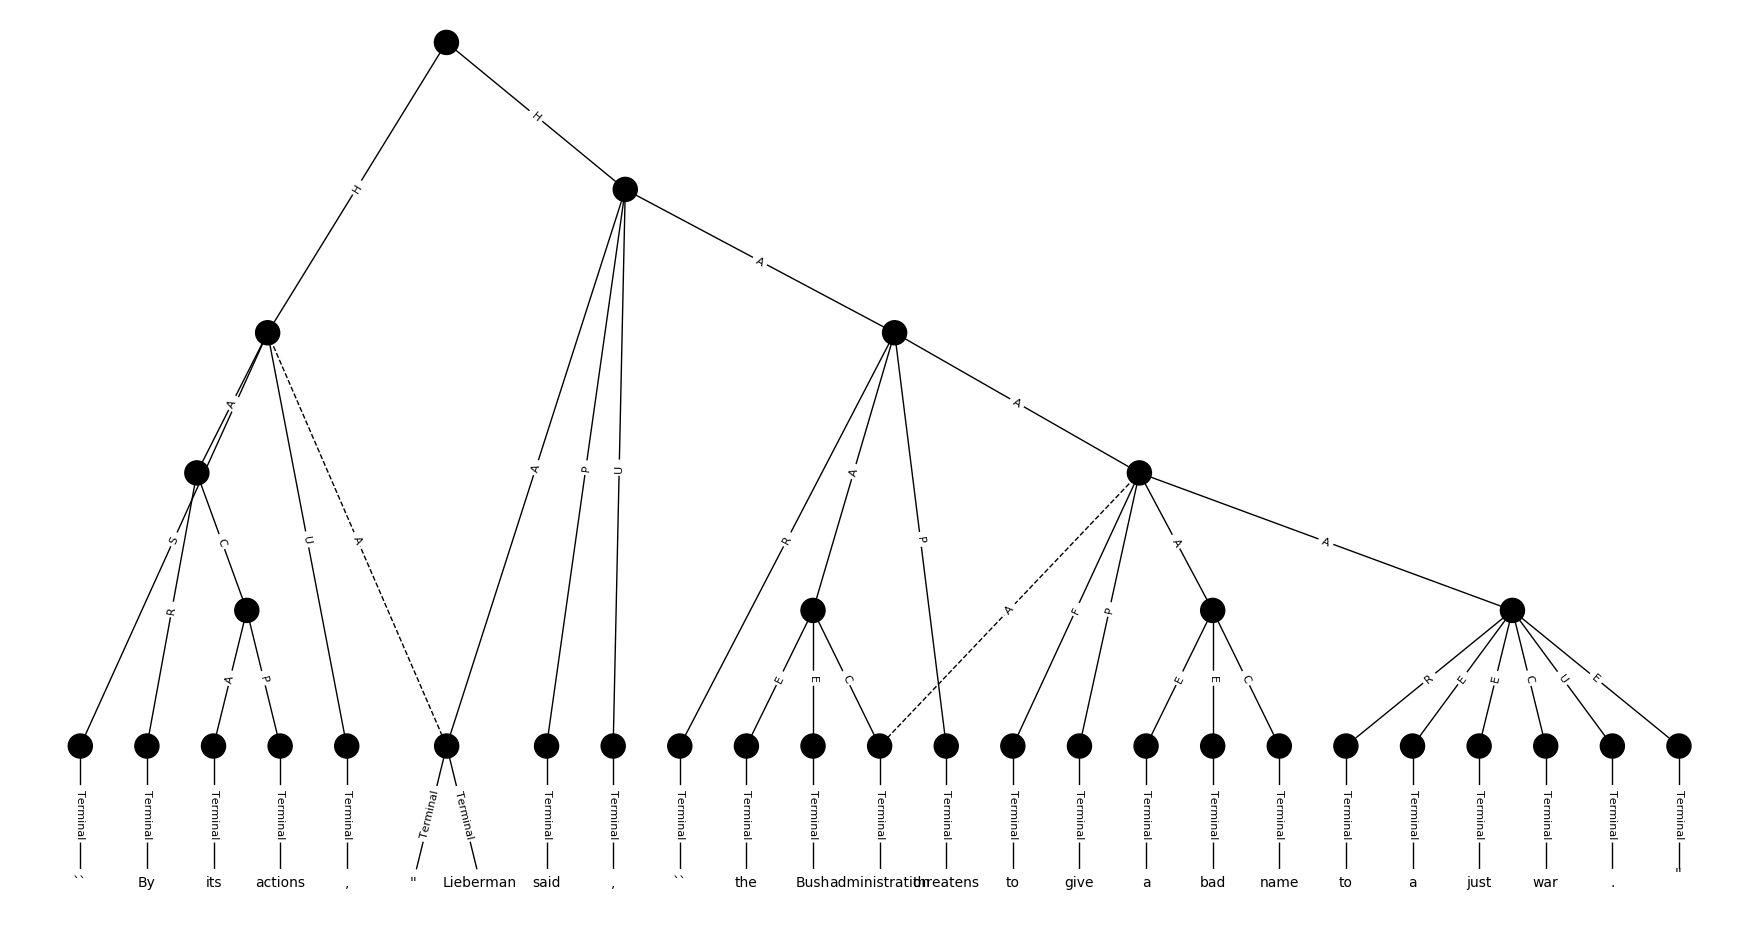 H
H
A
A
A
A
P
U
A
S
C
U
A
R
P
A
F
P
A
A
R
A
P
E
E
C
E
E
C
R
E
E
C
U
E
Terminal Terminal Terminal Terminal Terminal Terminal Terminal Terminal Terminal Terminal Terminal Terminal Terminal Terminal Terminal Terminal Terminal Terminal Terminal Terminal Terminal Terminal Terminal Terminal Terminal
`` By its actions , " Lieberman said , `` the Bush administration threatens to give a bad name to a just war . "